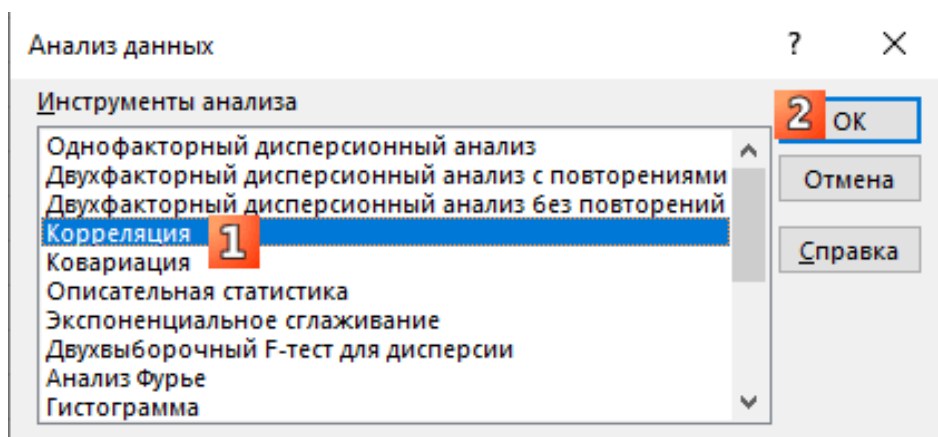 Анализ данных ? ×
Инструменты анализа
Однофакторный дисперсионный анализ
Двухфакторный дисперсионный анализ с повторениями
Двухфакторный дисперсионный анализ без повторений
Корреляция 1
Ковариация
Описательная статистика
Экспоненциальное сглаживание
Двухвыборочный F-тест для дисперсии
Анализ Фурье
Гистограмма
2 ОК
Отмена
Справка